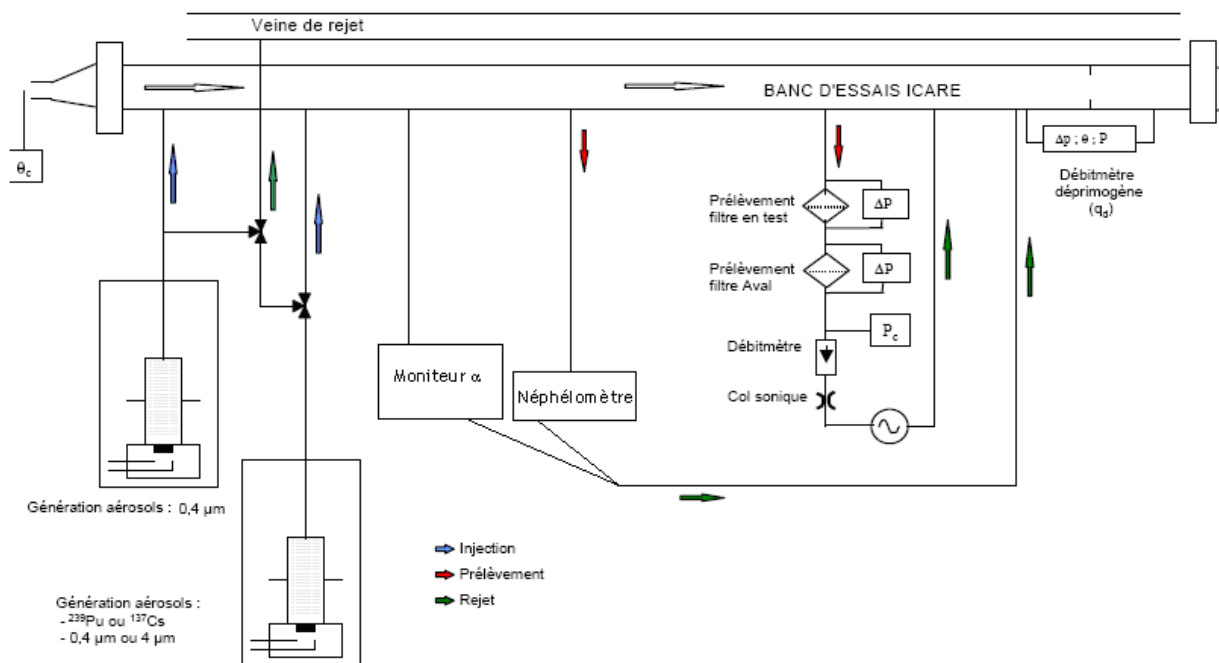 Veine de rejet
BANC D'ESSAIS ICARE
θc
Δp ; θ ; P
Débitmètre
déprimogène
(qd)
Prélèvement
filtre en test
ΔP
Prélèvement
filtre Aval
ΔP
Pc
Débitmètre
Col sonique
Moniteur α
Néphélomètre
Génération aérosols : 0,4 µm
Injection
Prélèvement
Rejet
Génération aérosols :
- ²³⁹Pu ou ¹³⁷Cs
- 0,4 µm ou 4 µm